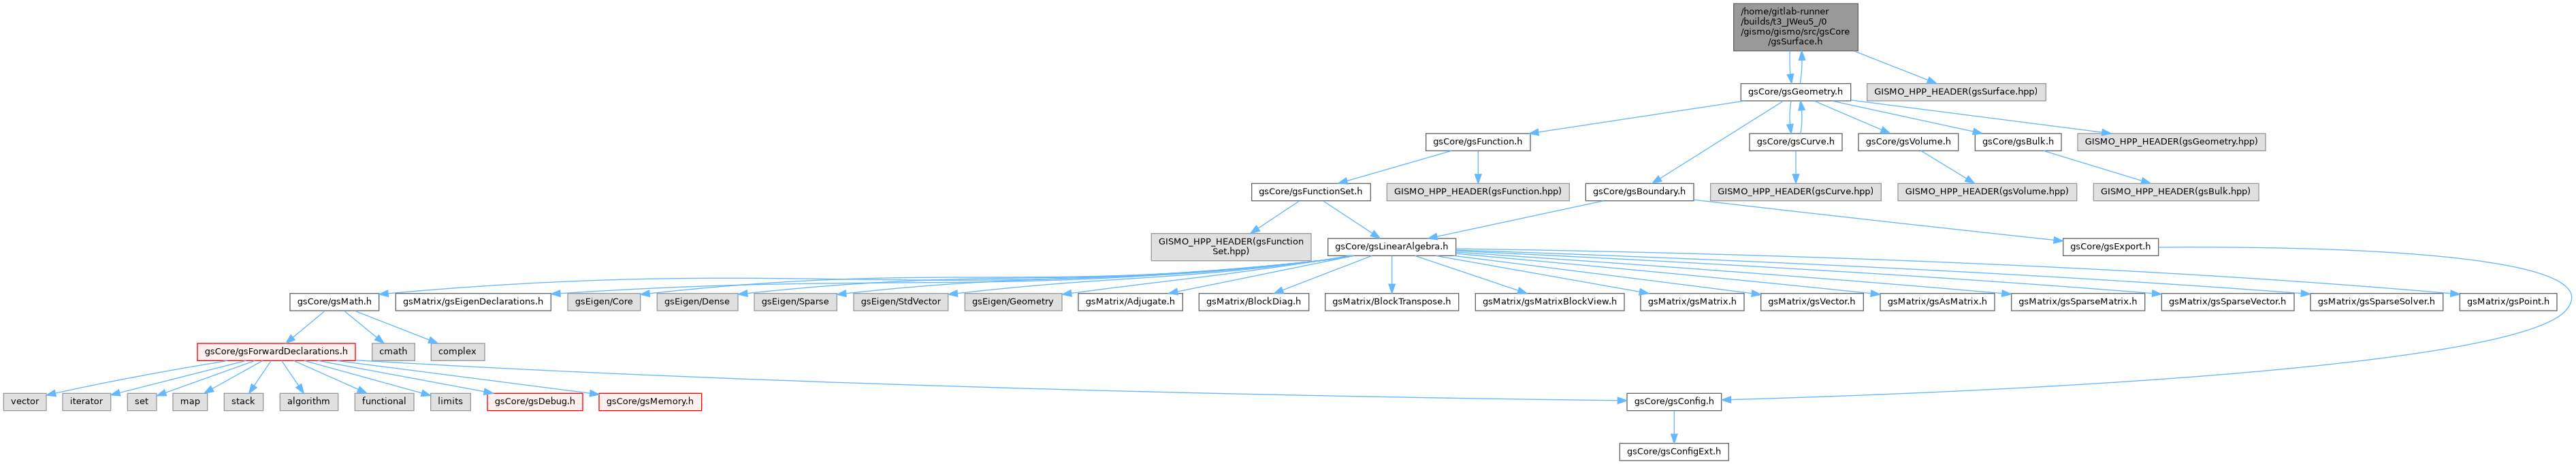 /home/gitlab-runner
/builds/t3_JWeu5_/0
/gismo/gismo/src/gsCore
/gsSurface.h
gsCore/gsGeometry.h
GISMO_HPP_HEADER(gsSurface.hpp)
gsCore/gsFunction.h
gsCore/gsCurve.h
gsCore/gsVolume.h
gsCore/gsBulk.h
GISMO_HPP_HEADER(gsGeometry.hpp)
gsCore/gsFunctionSet.h
GISMO_HPP_HEADER(gsFunction.hpp)
gsCore/gsBoundary.h
GISMO_HPP_HEADER(gsCurve.hpp)
GISMO_HPP_HEADER(gsVolume.hpp)
GISMO_HPP_HEADER(gsBulk.hpp)
GISMO_HPP_HEADER(gsFunction
Set.hpp)
gsCore/gsLinearAlgebra.h
gsCore/gsExport.h
gsCore/gsMath.h
gsMatrix/gsEigenDeclarations.h
gsEigen/Core
gsEigen/Dense
gsEigen/Sparse
gsEigen/StdVector
gsEigen/Geometry
gsMatrix/Adjugate.h
gsMatrix/BlockDiag.h
gsMatrix/BlockTranspose.h
gsMatrix/gsMatrixBlockView.h
gsMatrix/gsMatrix.h
gsMatrix/gsVector.h
gsMatrix/gsAsMatrix.h
gsMatrix/gsSparseMatrix.h
gsMatrix/gsSparseVector.h
gsMatrix/gsSparseSolver.h
gsMatrix/gsPoint.h
gsCore/gsForwardDeclarations.h
cmath
complex
vector
iterator
set
map
stack
algorithm
functional
limits
gsCore/gsDebug.h
gsCore/gsMemory.h
gsCore/gsConfig.h
gsCore/gsConfigExt.h